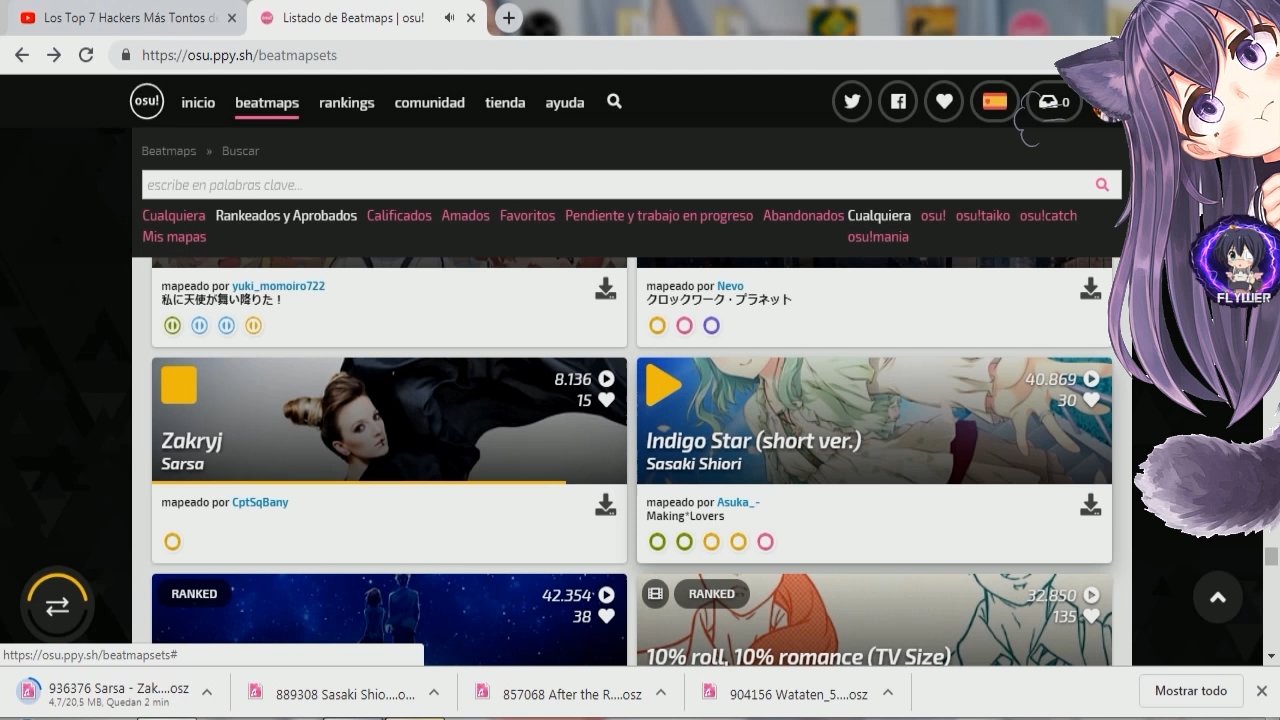 Los Top 7 Hackers Más Tontos d
Listado de Beatmaps | osu!
https://osu.ppy.sh/beatmapsets
osu!
inicio
beatmaps
rankings
comunidad
tienda
ayuda
0
Beatmaps » Buscar
escribe en palabras clave...
Cualquiera Rankeados y Aprobados Calificados Amados Favoritos Pendiente y trabajo en progreso Abandonados
Mis mapas
Cualquiera osu! osu!taiko osu!catch
osu!mania
FLYWER
mapeado por yuki_momoiro722
私に天使が舞い降りた！
mapeado por Nevo
クロックワーク・プラネット
8.136
15
Zakryj
Sarsa
mapeado por CptSqBany
40.869
30
Indigo Star (short ver.)
Sasaki Shiori
mapeado por Asuka_-
Making*Lovers
RANKED
42.354
38
RANKED
32.850
135
10% roll, 10% romance (TV Size)
https://osu.ppy.sh/beatmapsets#
936376 Sarsa - Zak....osz
4,7/20,5 MB, Quedan 2 min
889308 Sasaki Shio....o...
857068 After the R....osz
904156 Wataten_5....osz
Mostrar todo